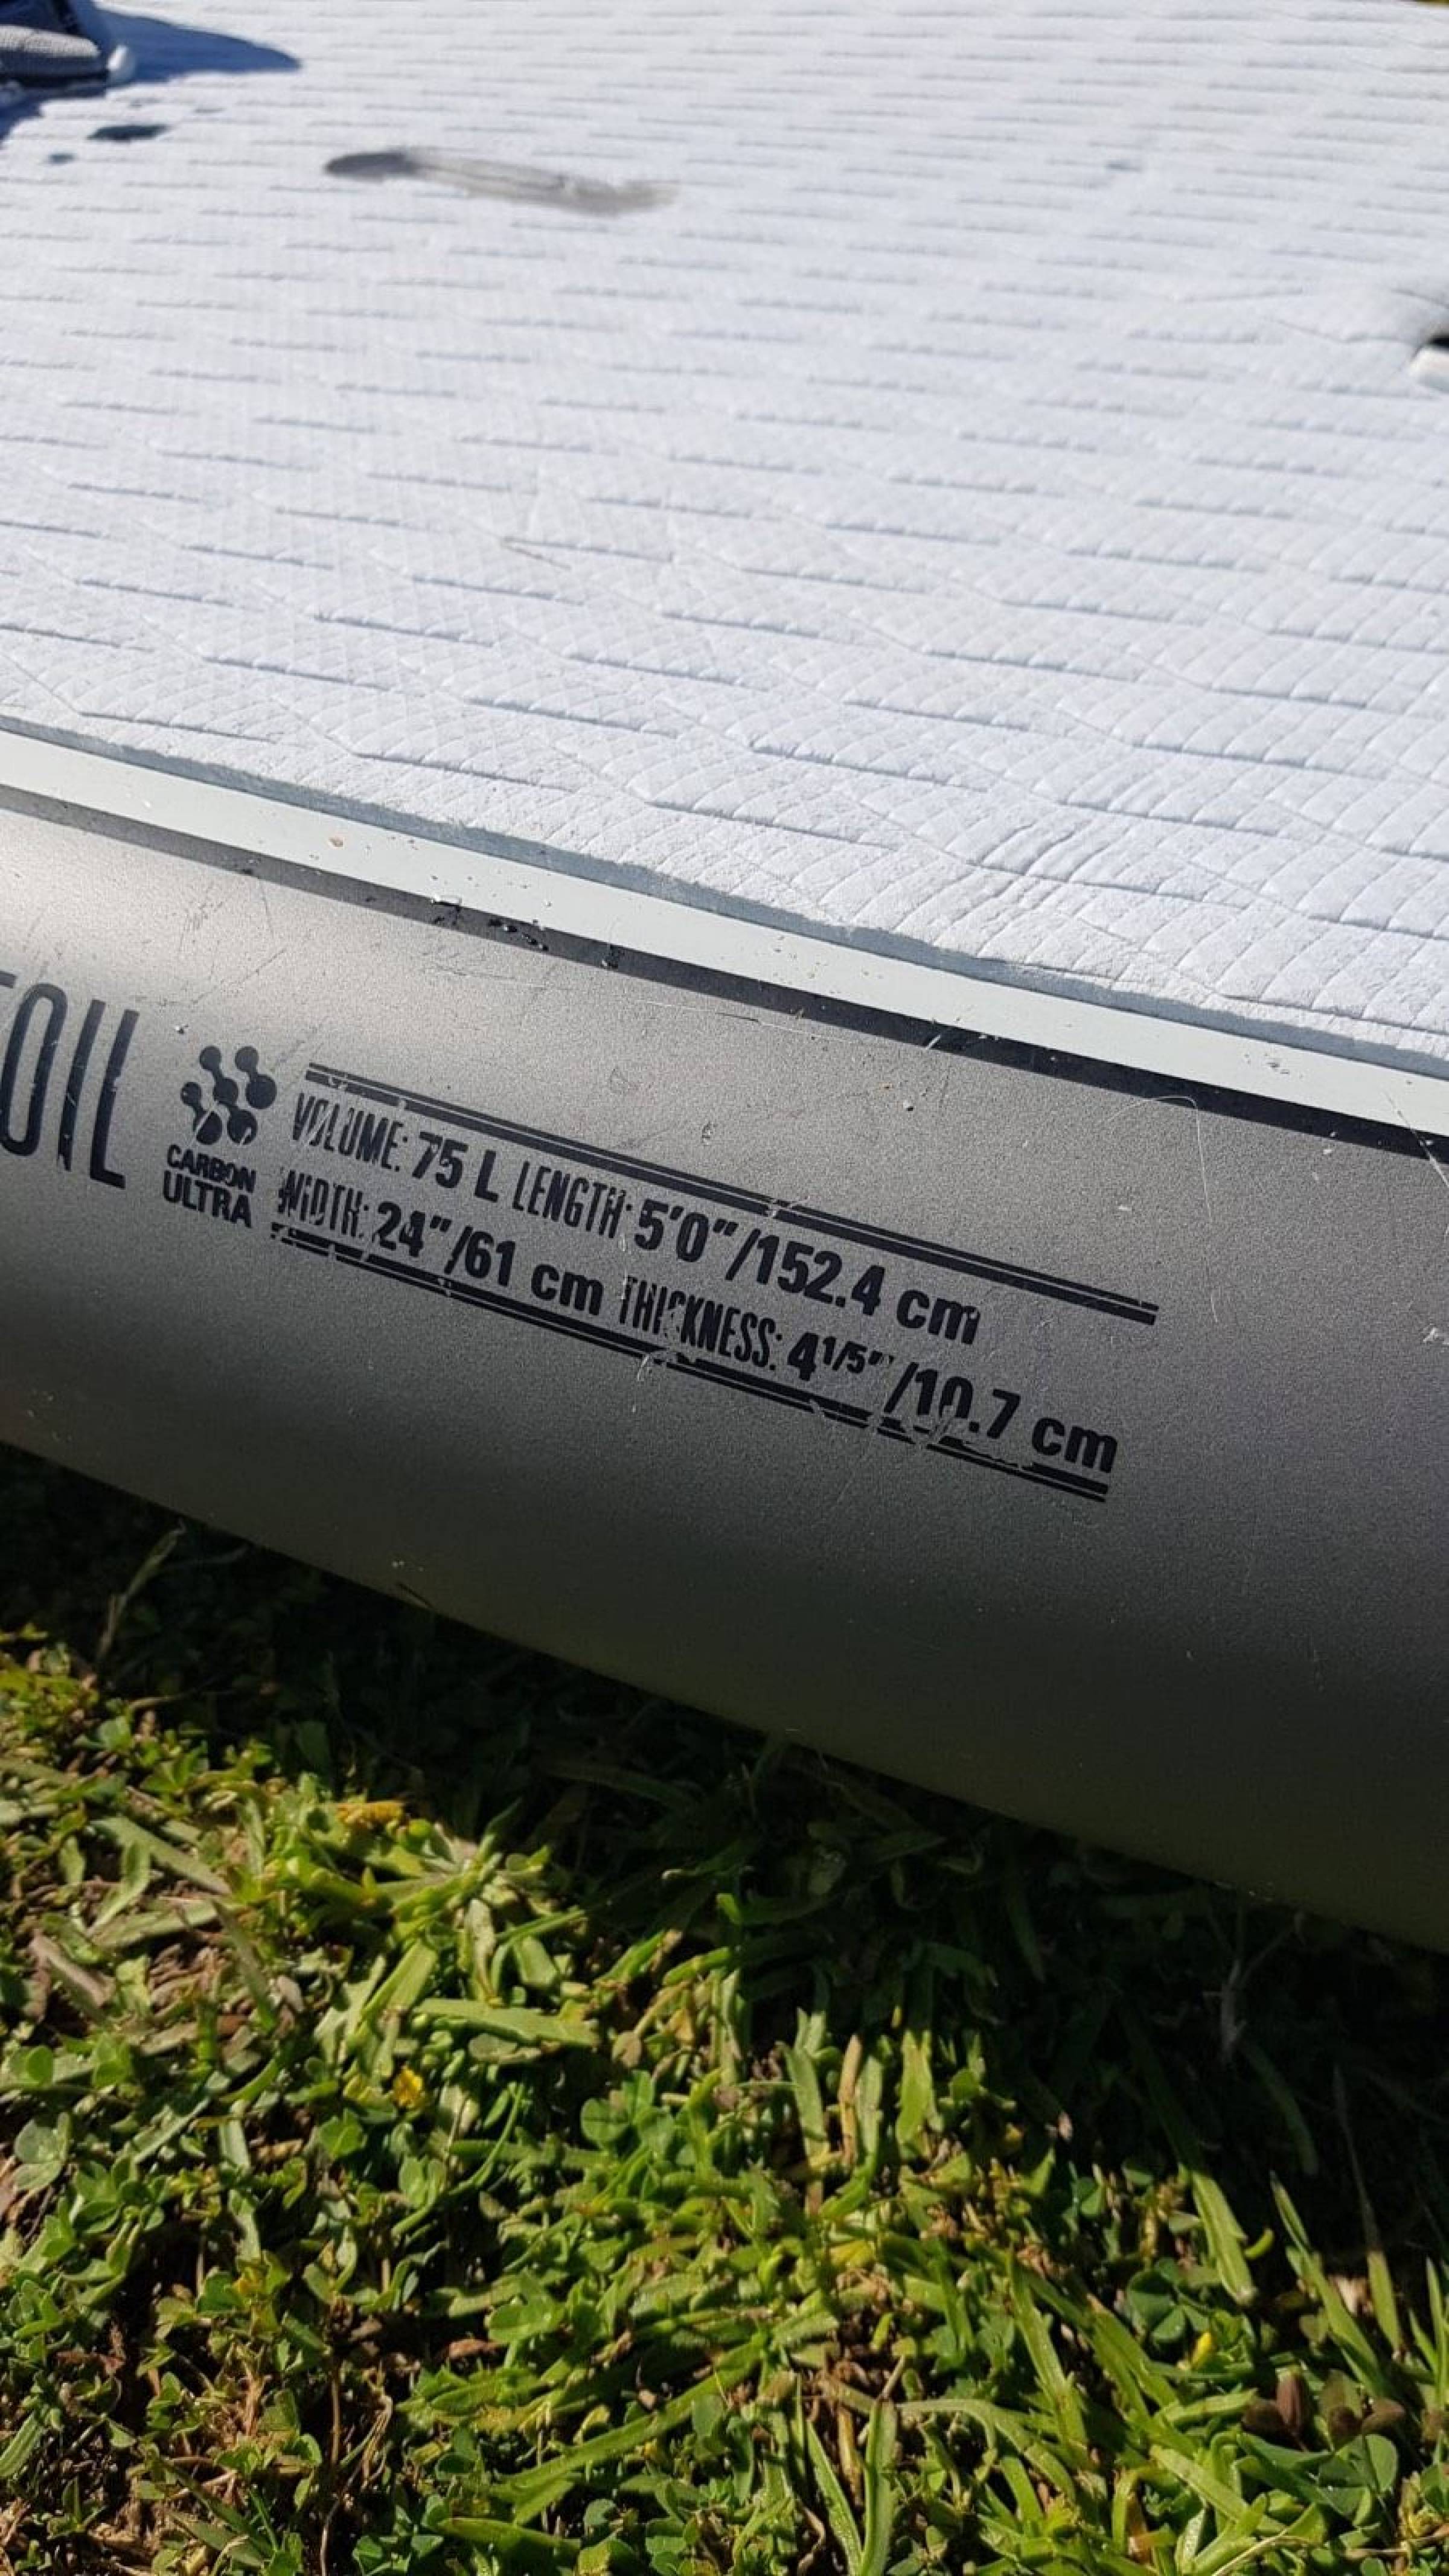 OIL
CARBON
ULTRA
VOLUME: 75 L LENGTH: 5'0"/152.4 cm
WIDTH: 24"/61 cm THICKNESS: 4 1/5"/10.7 cm